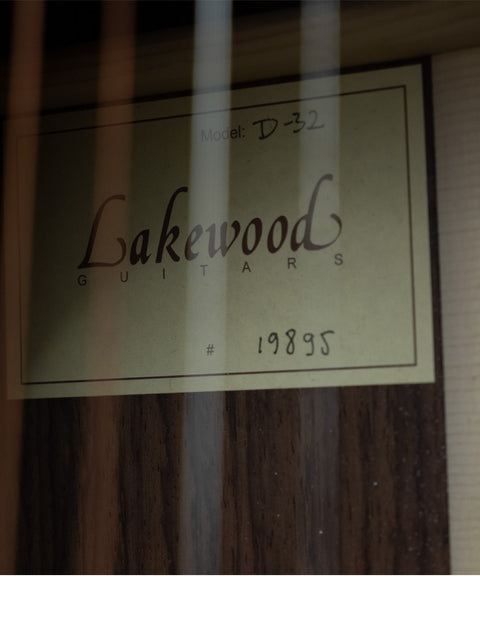 Model: D-32
Lakewood
GUITARS
# 19895